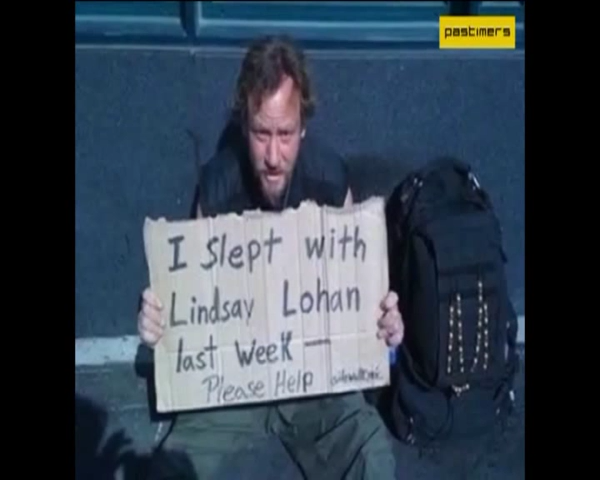 pastimers
I Slept with
Lindsay Lohan
last week —
Please Help